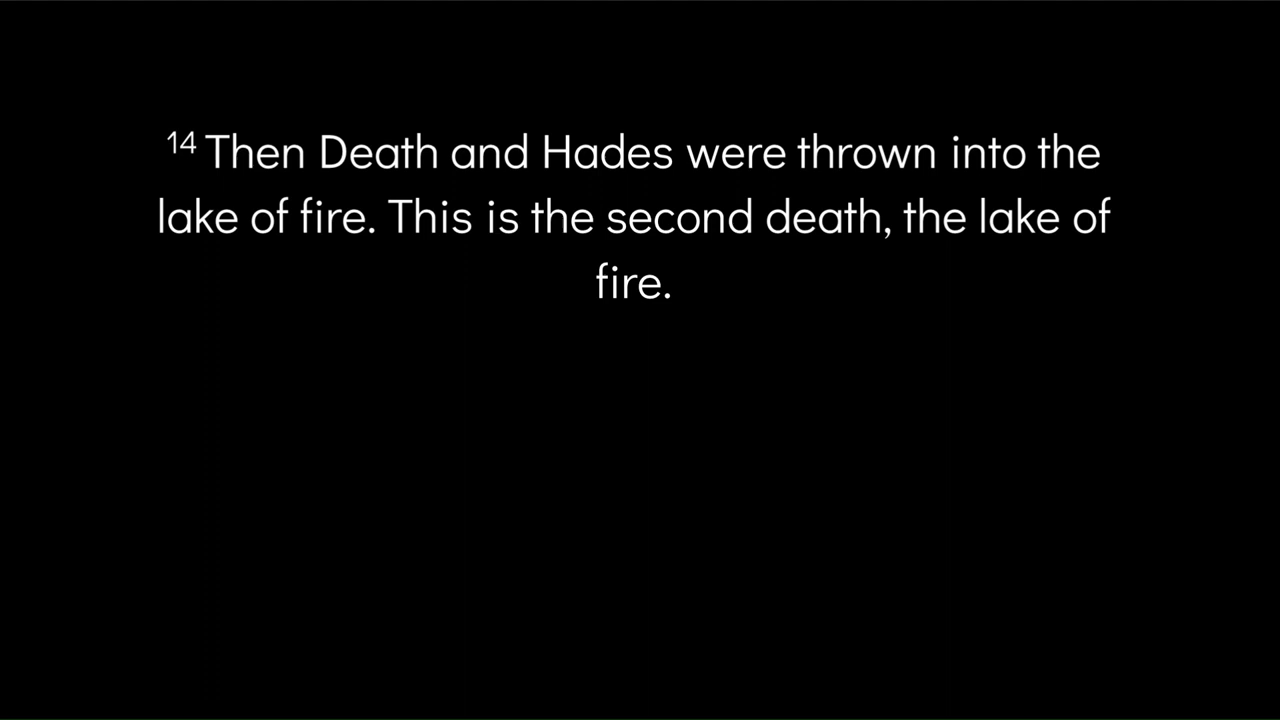 14 Then Death and Hades were thrown into the
lake of fire. This is the second death, the lake of
fire.